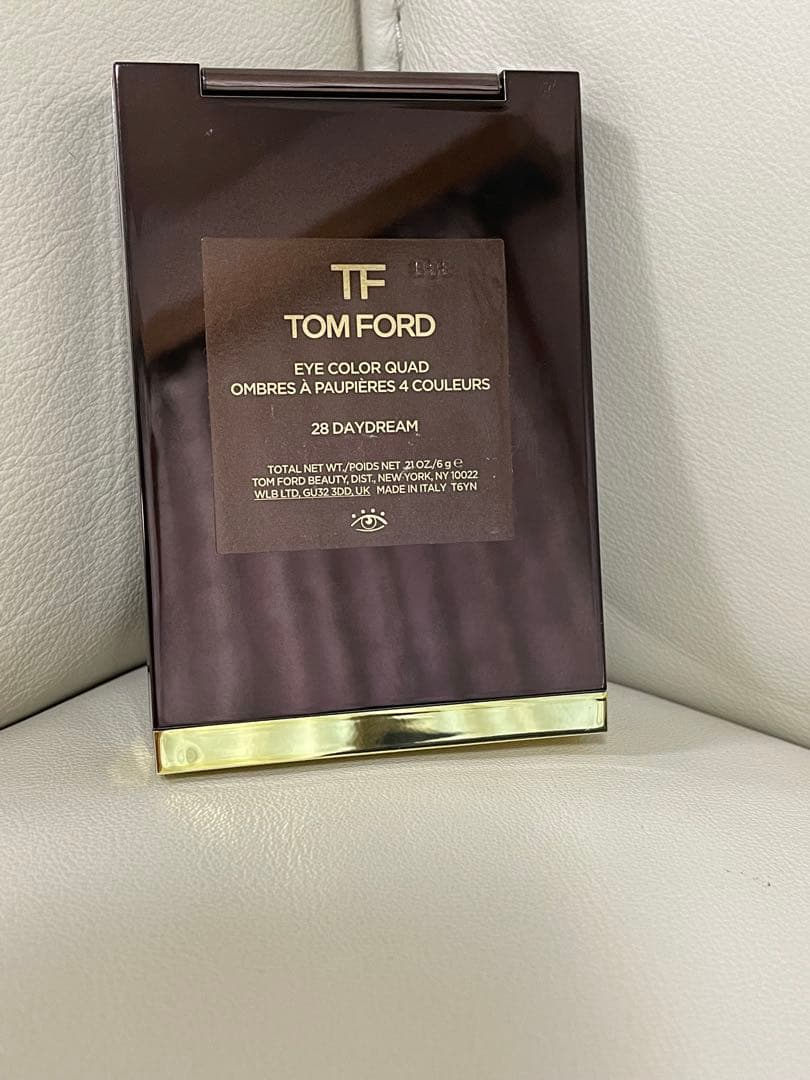 TF
TOM FORD
EYE COLOR QUAD
OMBRES À PAUPIÈRES 4 COULEURS
28 DAYDREAM
TOTAL NET WT./POIDS NET .21 OZ./6 g ℮
TOM FORD BEAUTY, DIST., NEW YORK, NY 10022
WLB LTD, GU32 3DD, UK MADE IN ITALY T6YN